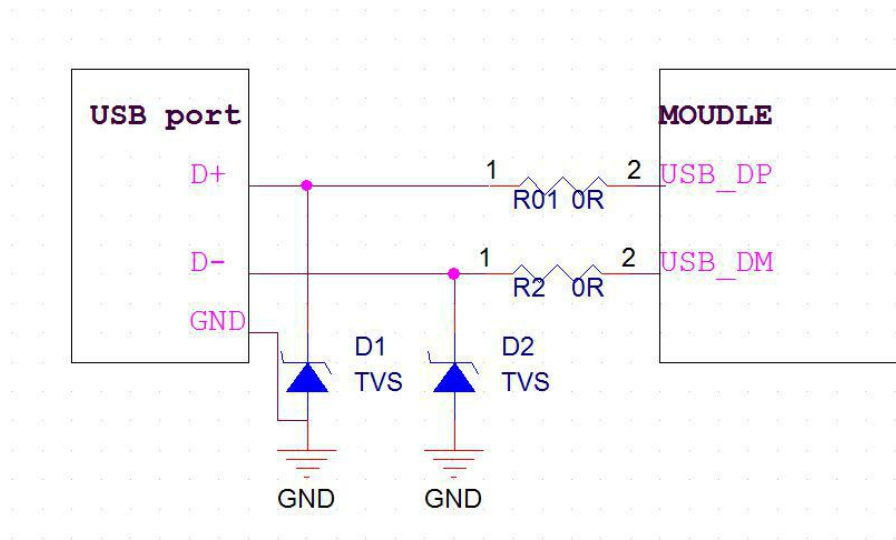 USB port
MOUDLE
D+
1
2
USB_DP
R01 0R
D-
1
2
USB_DM
R2 0R
GND
D1
TVS
D2
TVS
GND
GND